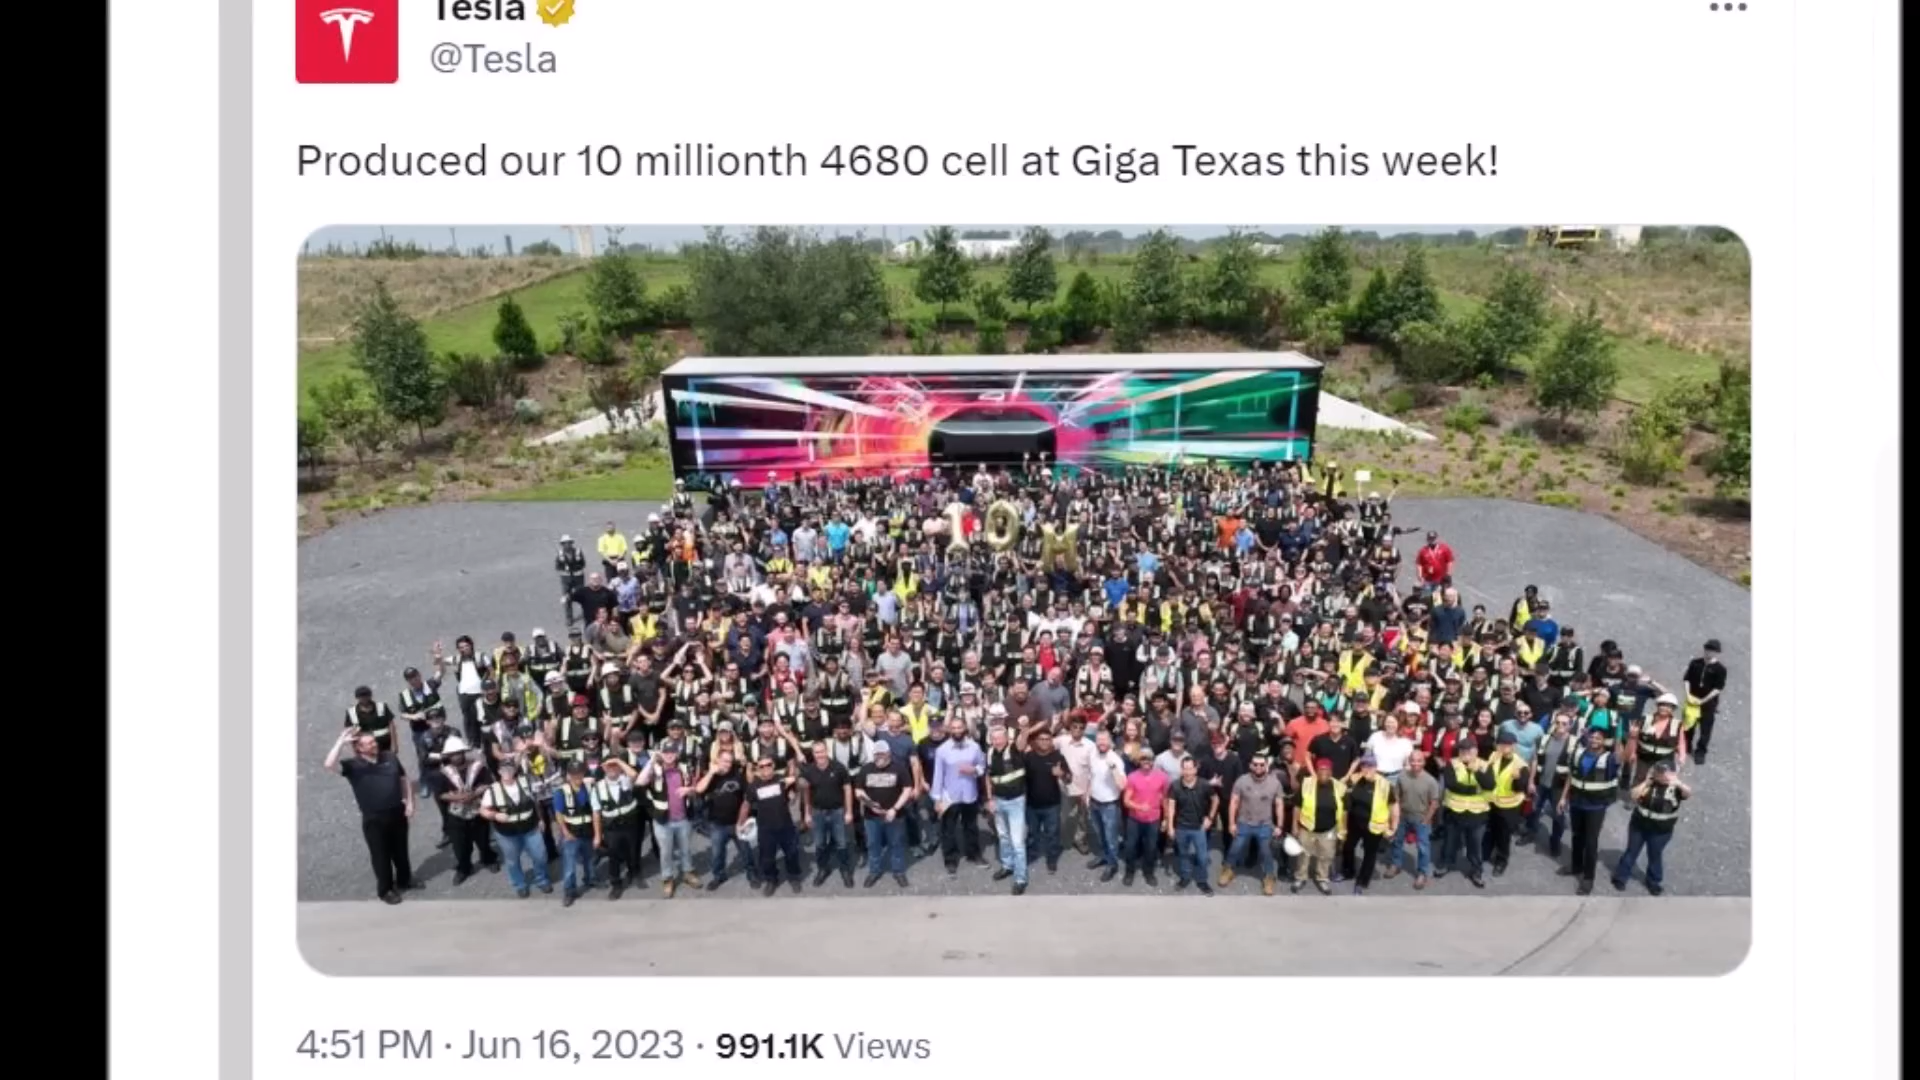 Tesla
@Tesla
Produced our 10 millionth 4680 cell at Giga Texas this week!
10 M
4:51 PM · Jun 16, 2023 · 991.1K Views